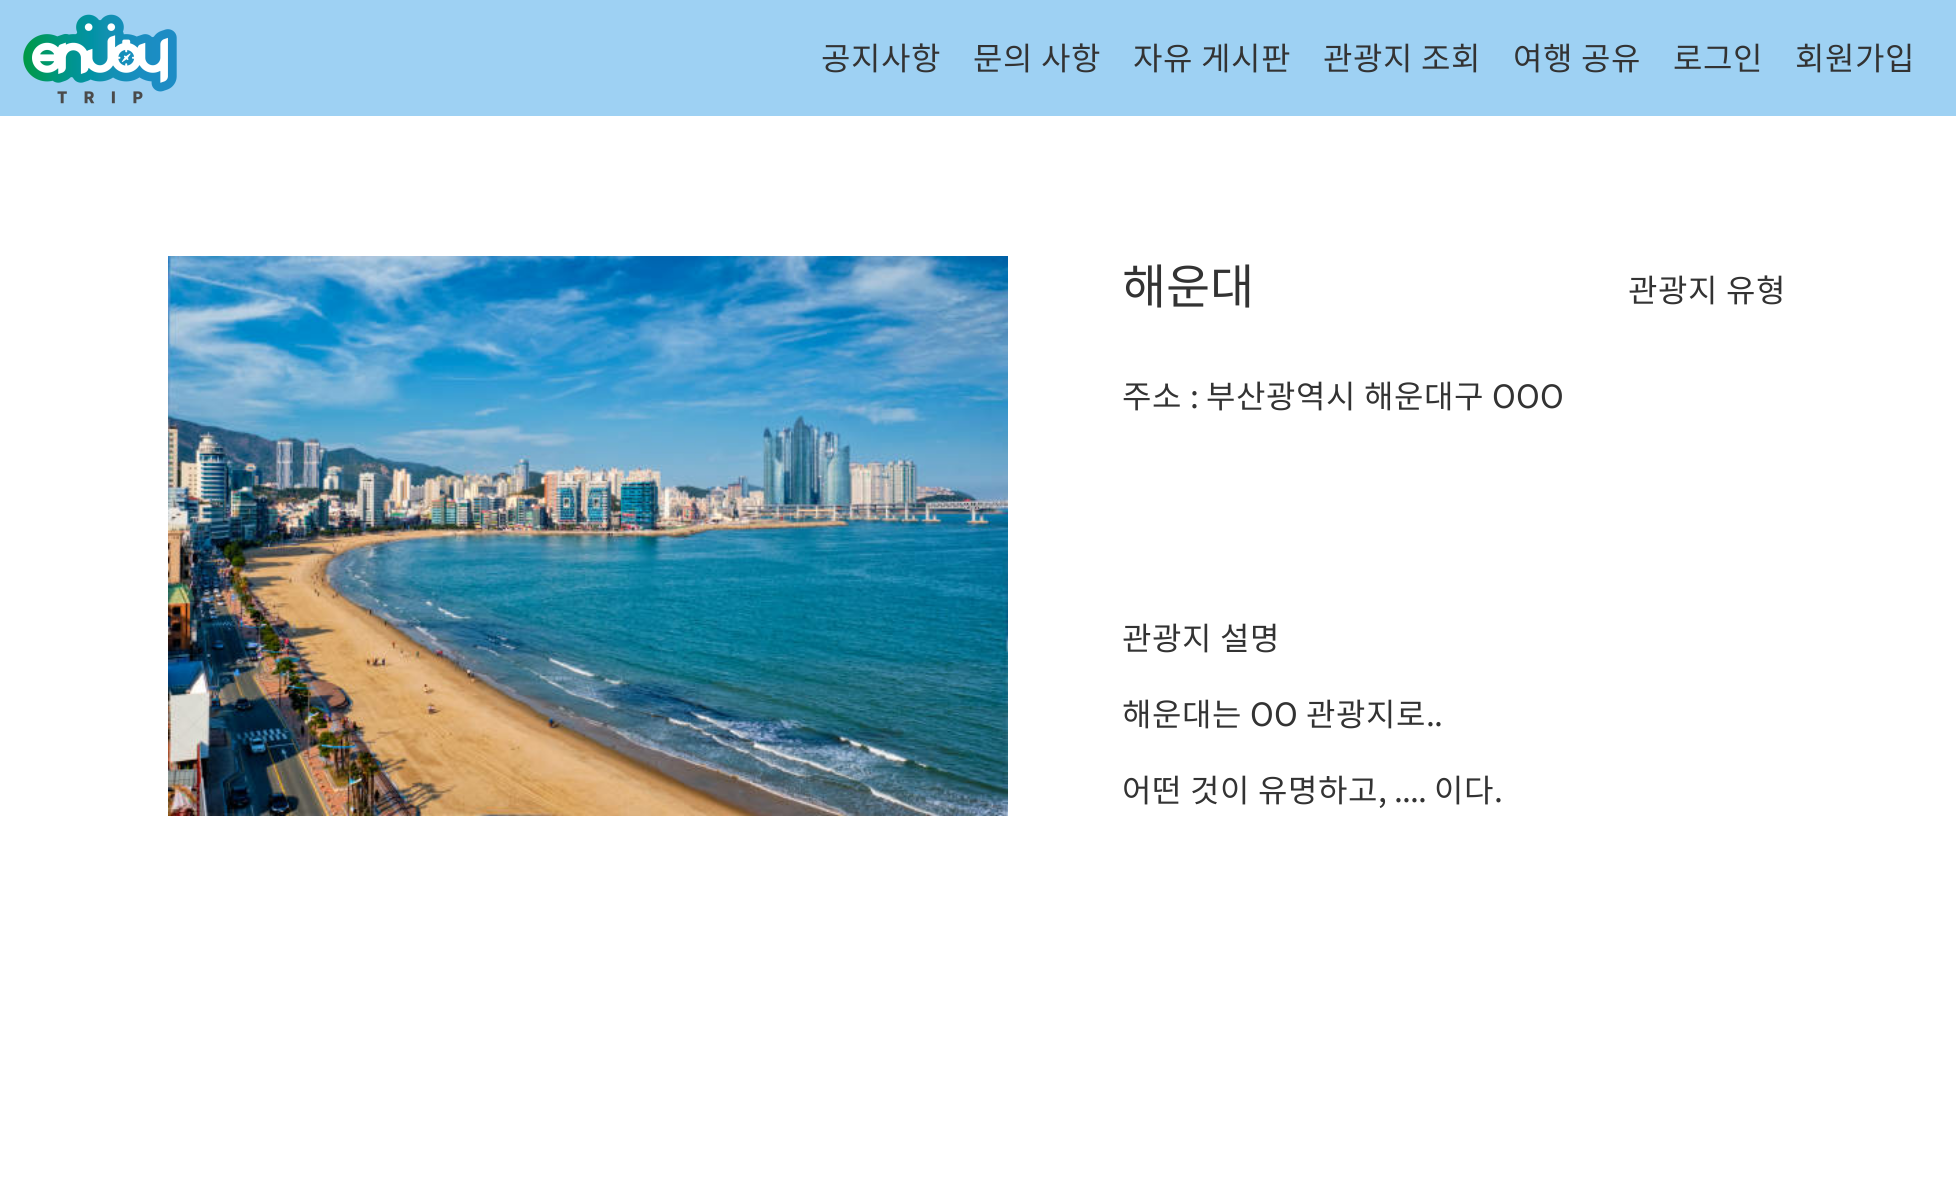 enjoy
TRIP
공지사항 문의 사항 자유 게시판 관광지 조회 여행 공유 로그인 회원가입
해운대 관광지 유형
주소 : 부산광역시 해운대구 OOO
관광지 설명
해운대는 OO 관광지로..
어떤 것이 유명하고, .... 이다.